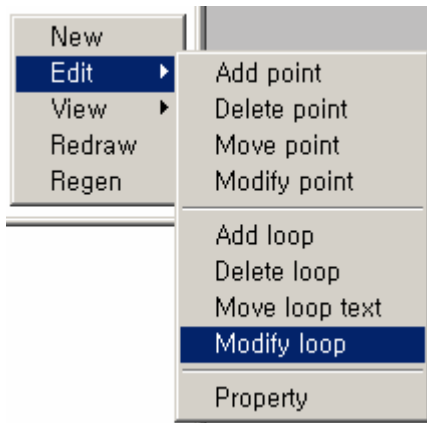 New
Edit
View
Redraw
Regen
Add point
Delete point
Move point
Modify point
Add loop
Delete loop
Move loop text
Modify loop
Property